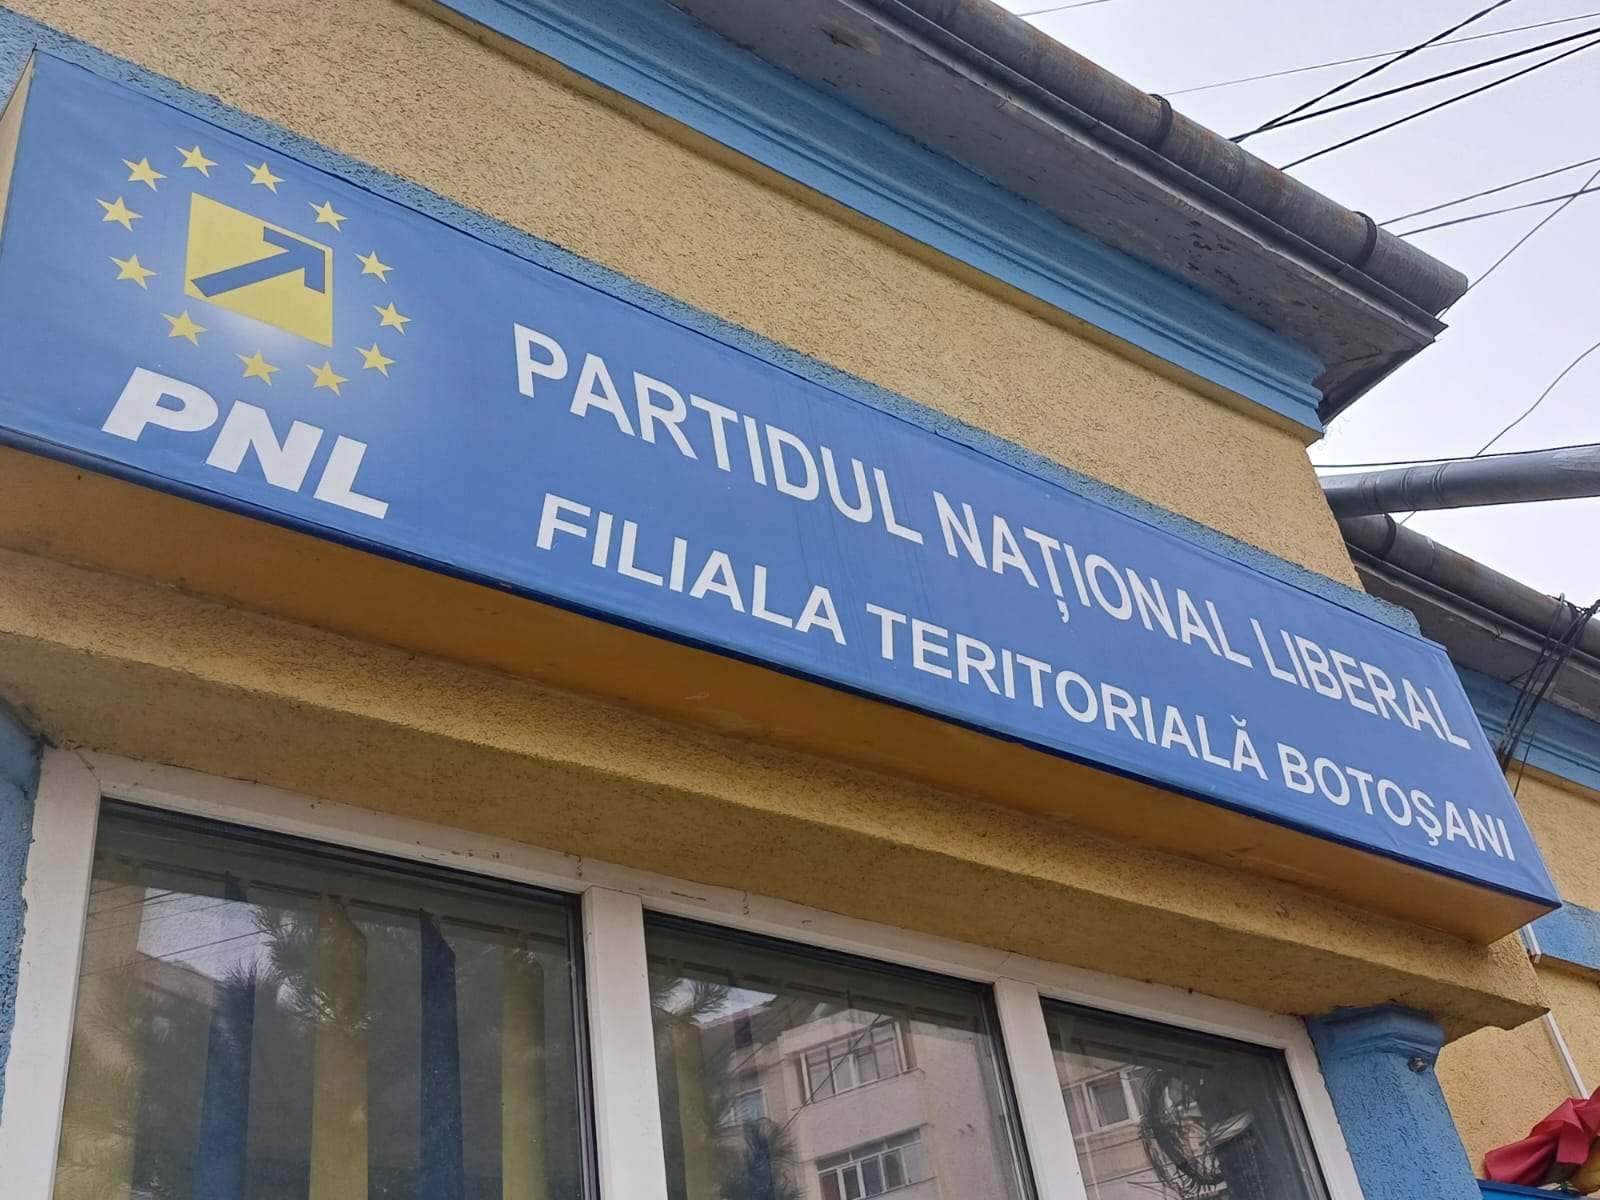 PNL
PARTIDUL NAȚIONAL LIBERAL
FILIALA TERITORIALĂ BOTOȘANI